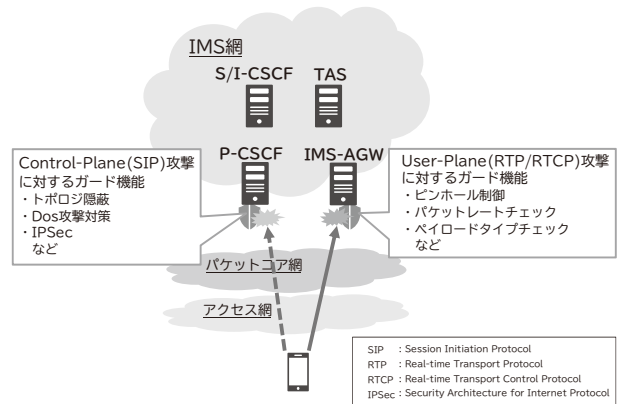 IMS網
S/I-CSCF TAS
P-CSCF IMS-AGW
Control-Plane(SIP)攻撃
に対するガード機能
・トポロジ隠蔽
・Dos攻撃対策
・IPSec
など
User-Plane(RTP/RTCP)攻撃
に対するガード機能
・ピンホール制御
・パケットレートチェック
・ペイロードタイプチェック
など
パケットコア網
アクセス網
SIP : Session Initiation Protocol
RTP : Real-time Transport Protocol
RTCP : Real-time Transport Control Protocol
IPSec : Security Architecture for Internet Protocol